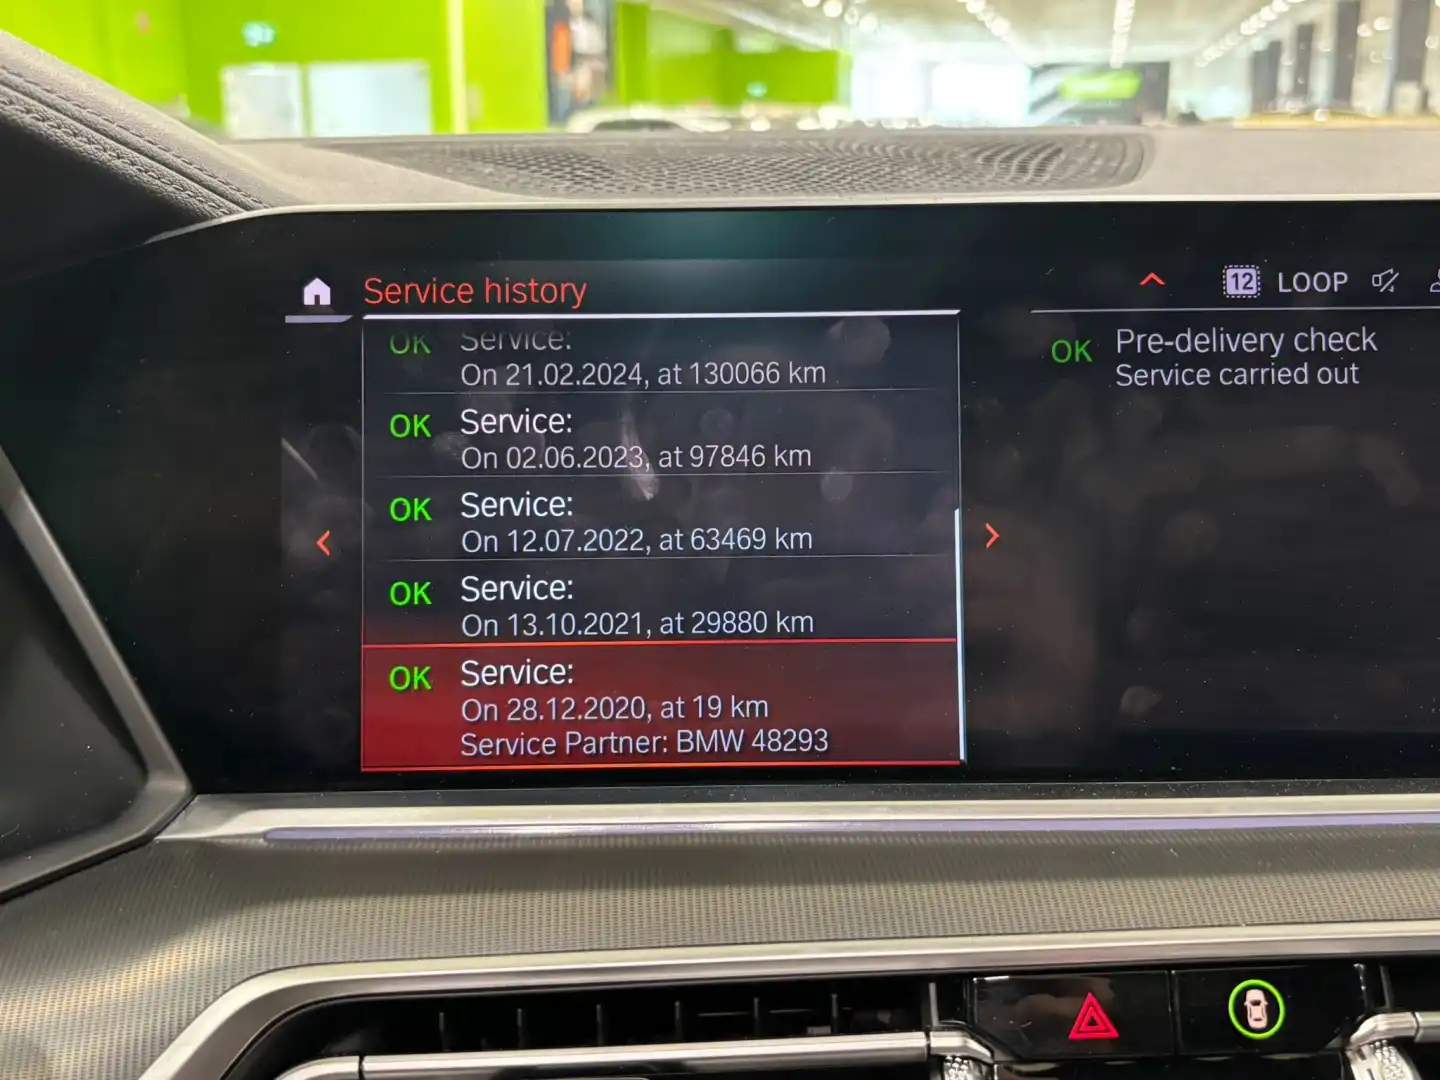 Service history
12 LOOP
OK Service:
On 21.02.2024, at 130066 km
OK Service:
On 02.06.2023, at 97846 km
OK Service:
On 12.07.2022, at 63469 km
OK Service:
On 13.10.2021, at 29880 km
OK Service:
On 28.12.2020, at 19 km
Service Partner: BMW 48293
OK Pre-delivery check
Service carried out